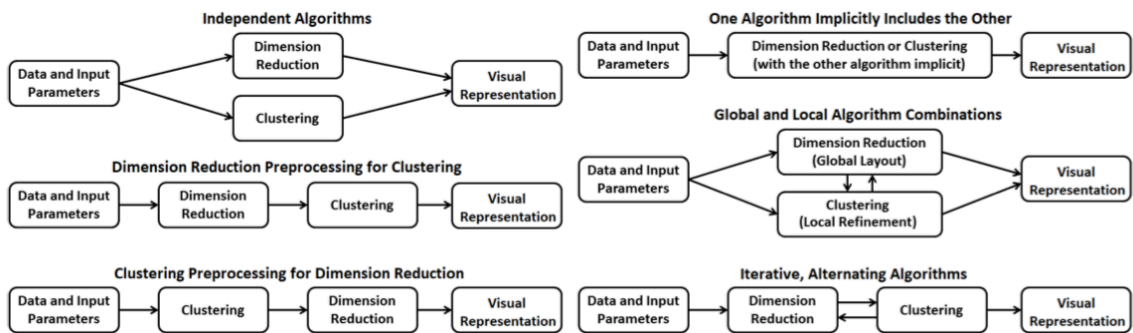 Independent Algorithms
Data and Input
Parameters
Dimension
Reduction
Clustering
Visual
Representation
Dimension Reduction Preprocessing for Clustering
Data and Input
Parameters
Dimension
Reduction
Clustering
Visual
Representation
Clustering Preprocessing for Dimension Reduction
Data and Input
Parameters
Clustering
Dimension
Reduction
Visual
Representation
One Algorithm Implicitly Includes the Other
Data and Input
Parameters
Dimension Reduction or Clustering
(with the other algorithm implicit)
Visual
Representation
Global and Local Algorithm Combinations
Data and Input
Parameters
Dimension Reduction
(Global Layout)
Clustering
(Local Refinement)
Visual
Representation
Iterative, Alternating Algorithms
Data and Input
Parameters
Dimension
Reduction
Clustering
Visual
Representation